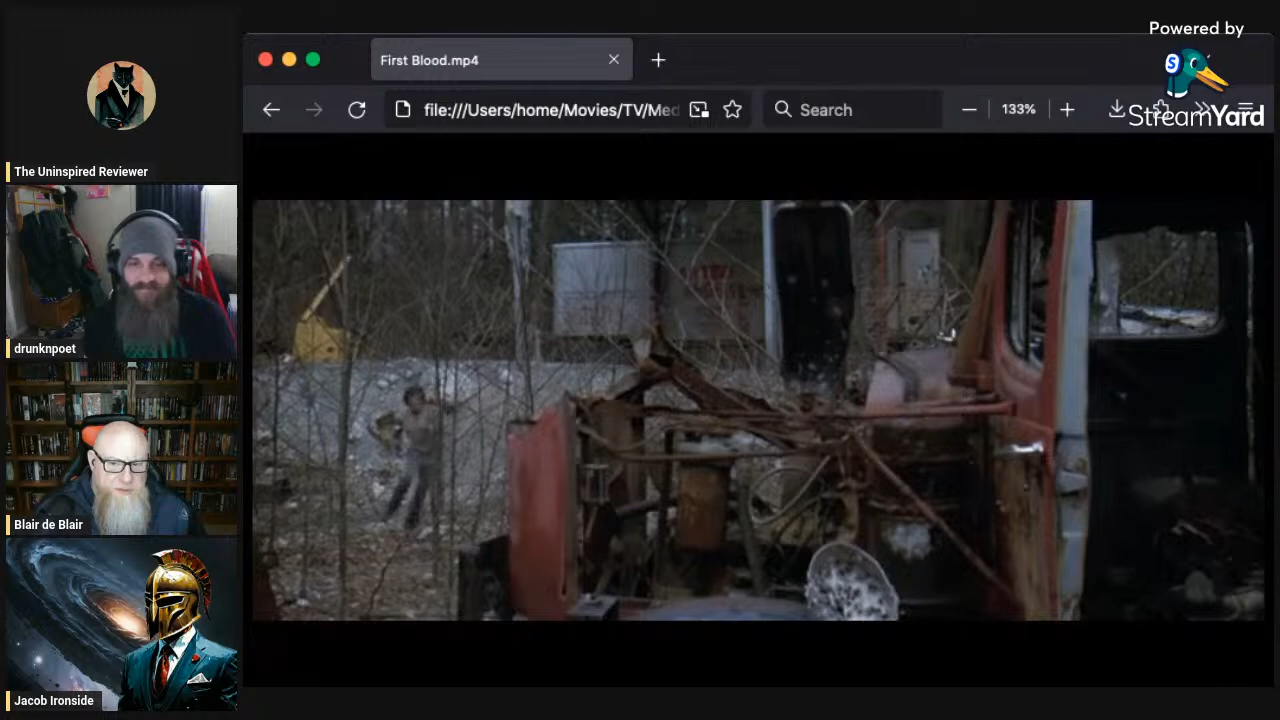 Powered by
StreamYard
First Blood.mp4
file:///Users/home/Movies/TV/Med
Search
133%
The Uninspired Reviewer
drunknpoet
Blair de Blair
Jacob Ironside